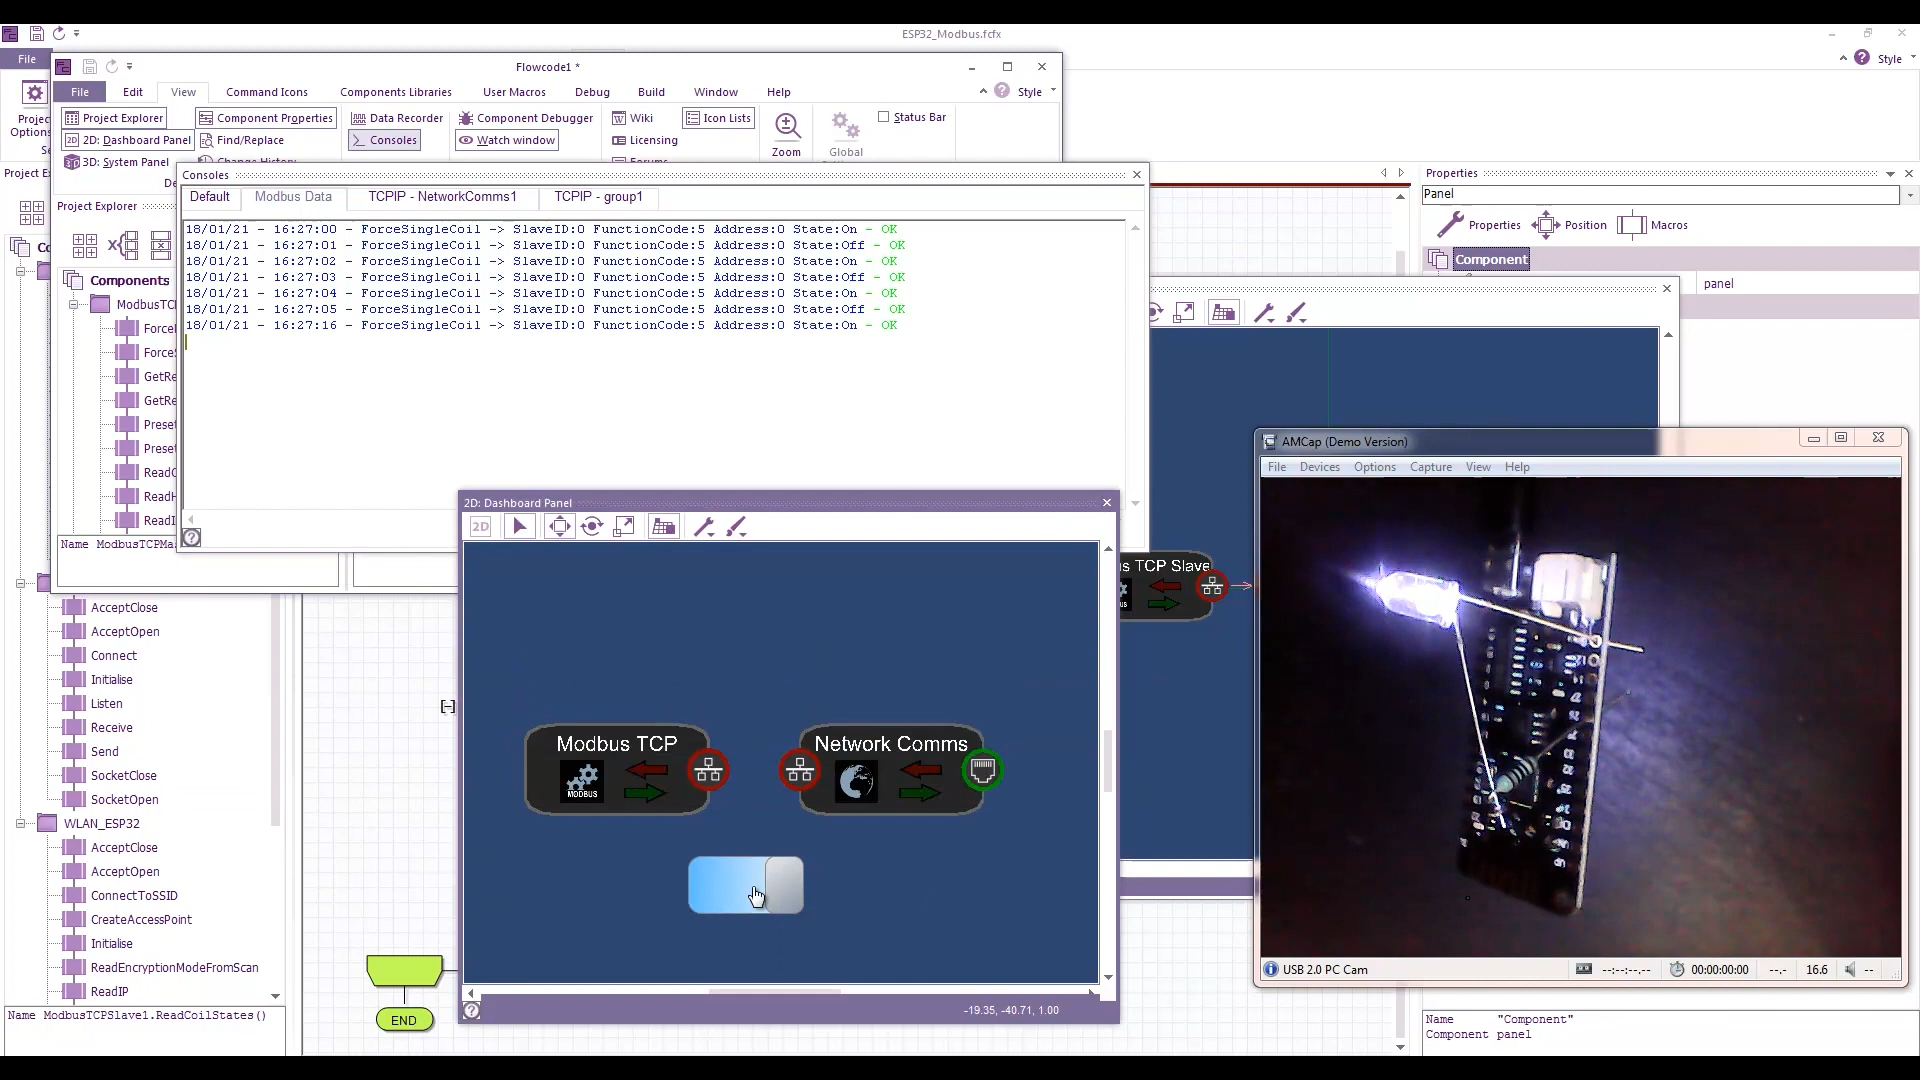 ESP32_Modbus.fcfx
File
Style
Project
Options
Flowcode1 *
File Edit View Command Icons Components Libraries User Macros Debug Build Window Help Style
Project Explorer Component Properties Data Recorder Component Debugger Wiki Icon Lists Status Bar
2D: Dashboard Panel Find/Replace Consoles Watch window Licensing Zoom Global
3D: System Panel Change History Forums
Project Explorer
Components
ModbusTCP
Name ModbusTCPMa
Consoles
Default Modbus Data TCPIP - NetworkComms1 TCPIP - group1
18/01/21 - 16:27:00 - ForceSingleCoil -> SlaveID:0 FunctionCode:5 Address:0 State:On - OK
18/01/21 - 16:27:01 - ForceSingleCoil -> SlaveID:0 FunctionCode:5 Address:0 State:Off - OK
18/01/21 - 16:27:02 - ForceSingleCoil -> SlaveID:0 FunctionCode:5 Address:0 State:On - OK
18/01/21 - 16:27:03 - ForceSingleCoil -> SlaveID:0 FunctionCode:5 Address:0 State:Off - OK
18/01/21 - 16:27:04 - ForceSingleCoil -> SlaveID:0 FunctionCode:5 Address:0 State:On - OK
18/01/21 - 16:27:05 - ForceSingleCoil -> SlaveID:0 FunctionCode:5 Address:0 State:Off - OK
18/01/21 - 16:27:16 - ForceSingleCoil -> SlaveID:0 FunctionCode:5 Address:0 State:On - OK
AcceptClose
AcceptOpen
Connect
Initialise
Listen
Receive
Send
SocketClose
SocketOpen
WLAN_ESP32
AcceptClose
AcceptOpen
ConnectToSSID
CreateAccessPoint
Initialise
ReadEncryptionModeFromScan
ReadIP
Name ModbusTCPSlave1.ReadCoilStates()
END
2D: Dashboard Panel
2D
Modbus TCP
MODBUS
Network Comms
-19.35, -40.71, 1.00
TCP Slave
Properties
Panel
Properties Position Macros
Component
panel
AMCap (Demo Version)
File Devices Options Capture View Help
USB 2.0 PC Cam --:--:--.-- 00:00:00:00 --.- 16.6 --
Name "Component"
Component panel